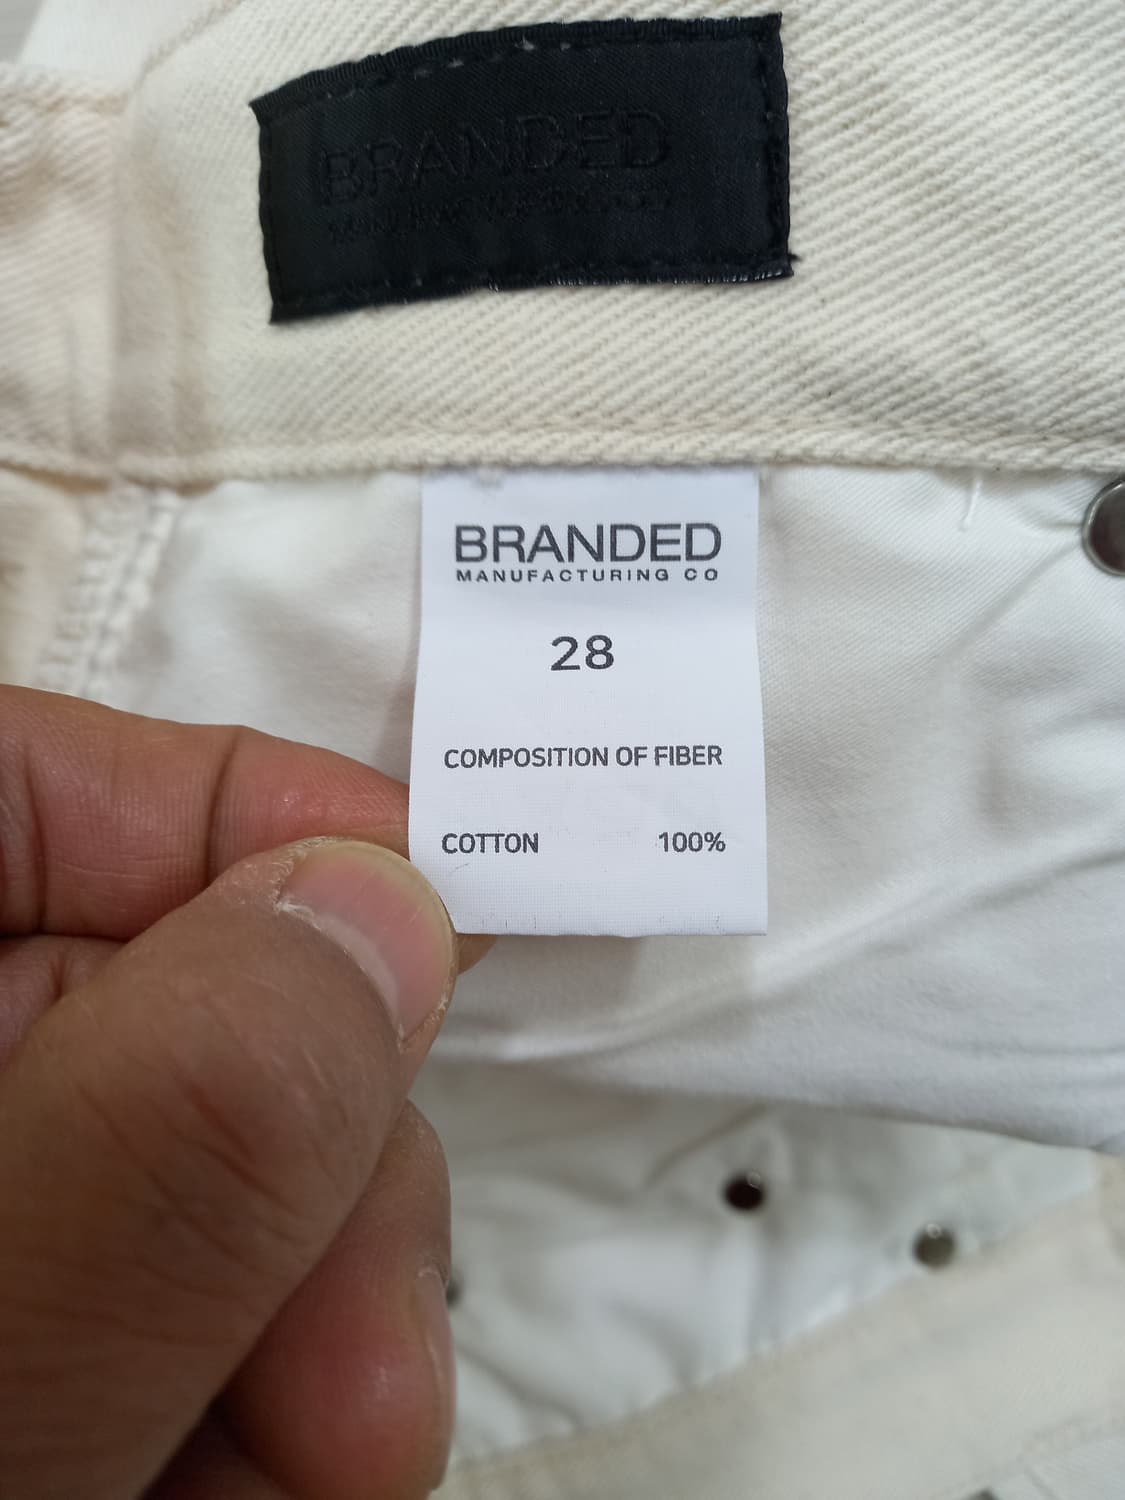 BRANDED
BRANDED
MANUFACTURING CO
28
COMPOSITION OF FIBER
COTTON 100%